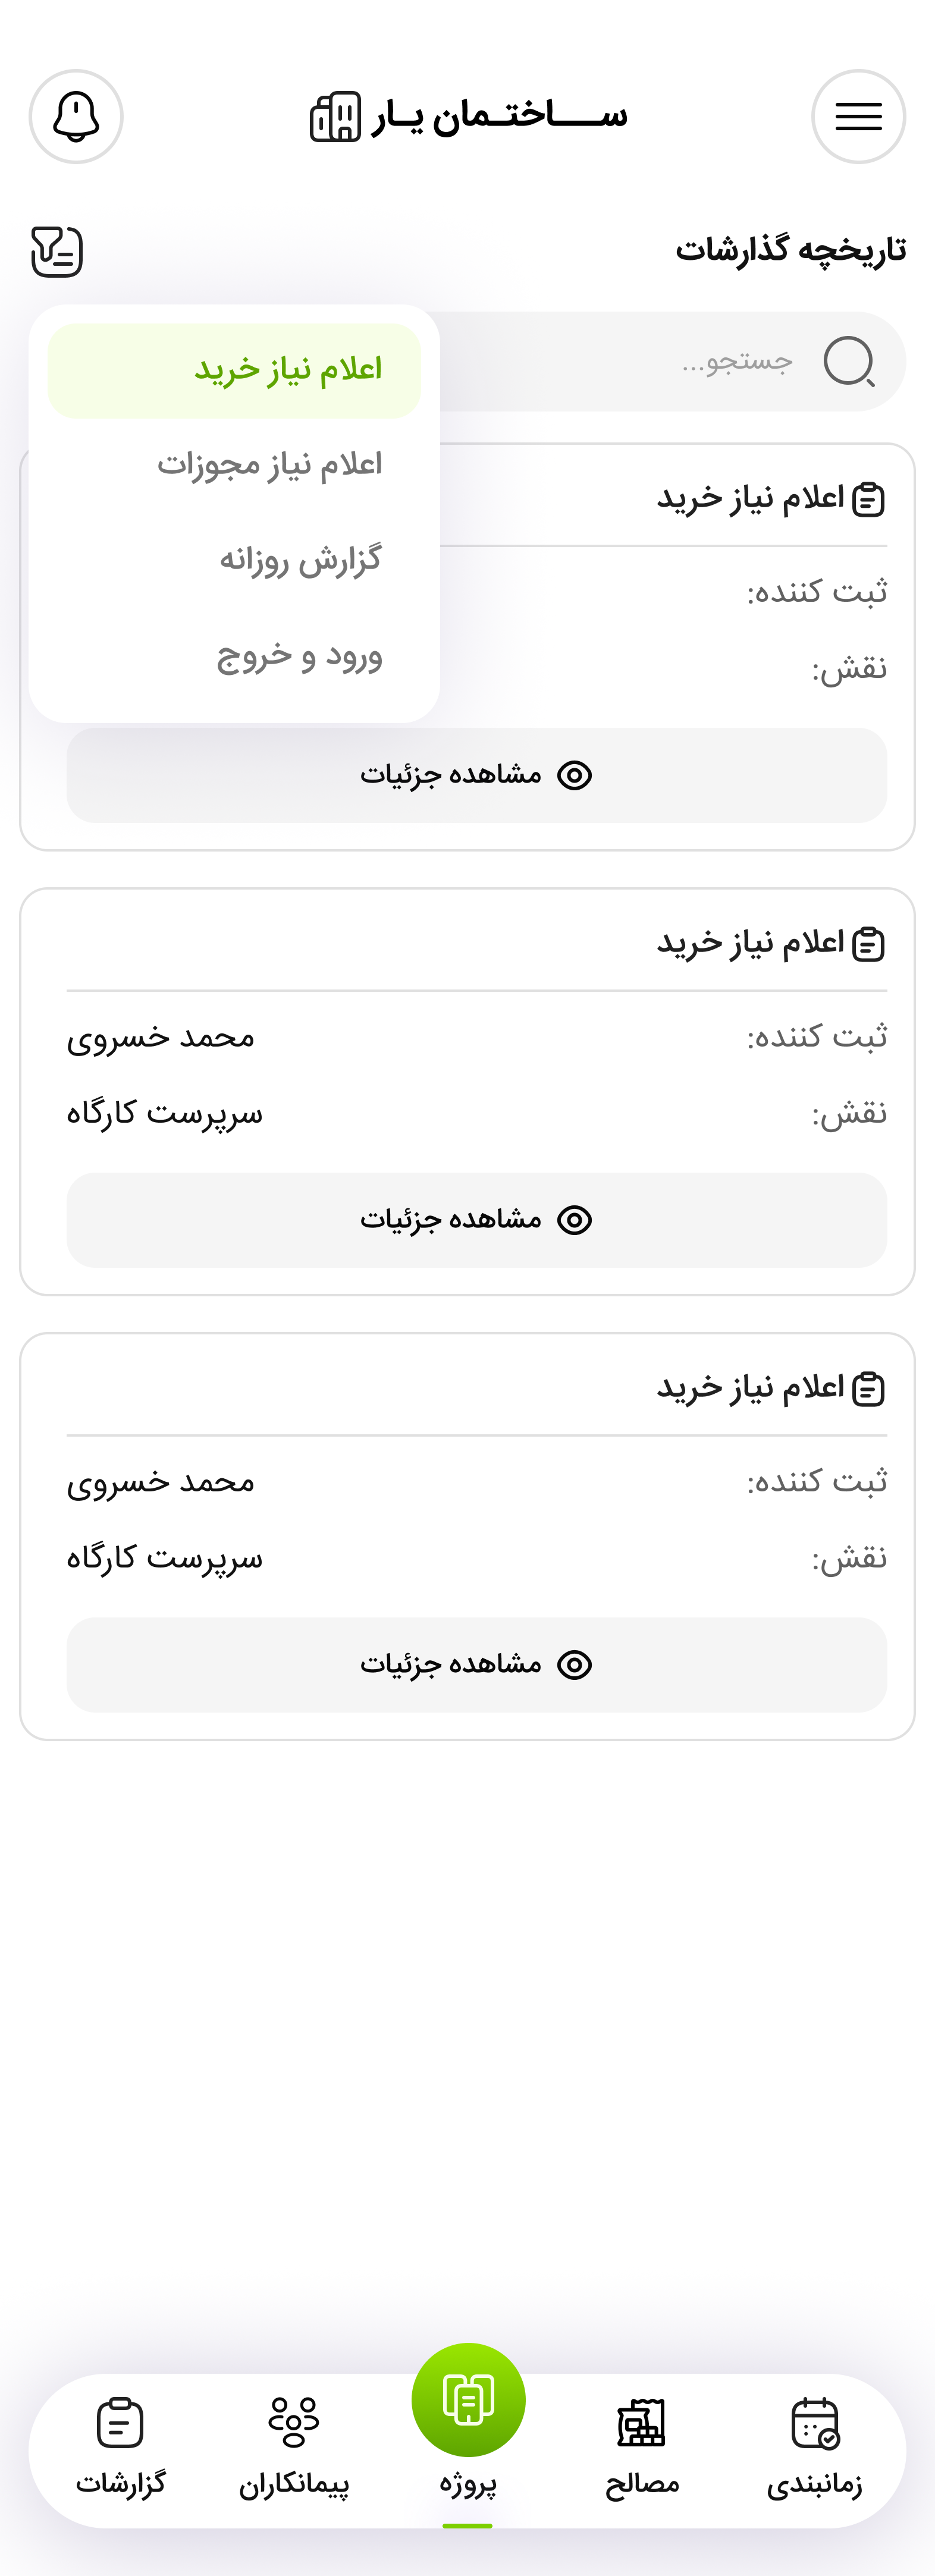 ســـاختـمان یـار
تاریخچه گذارشات
جستجو...
اعلام نیاز خرید
اعلام نیاز مجوزات
گزارش روزانه
ورود و خروج
اعلام نیاز خرید
ثبت کننده:
نقش:
مشاهده جزئیات
اعلام نیاز خرید
ثبت کننده: محمد خسروی
نقش: سرپرست کارگاه
مشاهده جزئیات
اعلام نیاز خرید
ثبت کننده: محمد خسروی
نقش: سرپرست کارگاه
مشاهده جزئیات
زمانبندی مصالح پروژه پیمانکاران گزارشات